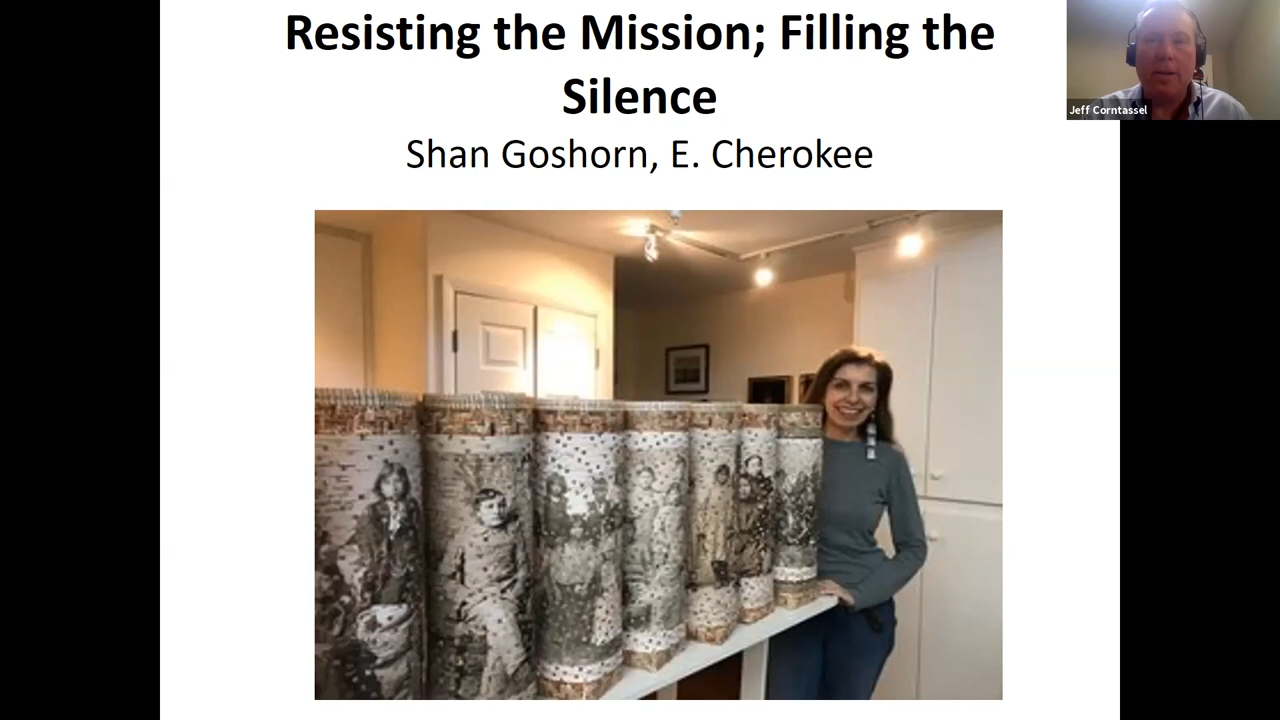 Resisting the Mission; Filling the
Silence
Shan Goshorn, E. Cherokee
Jeff Corntassel